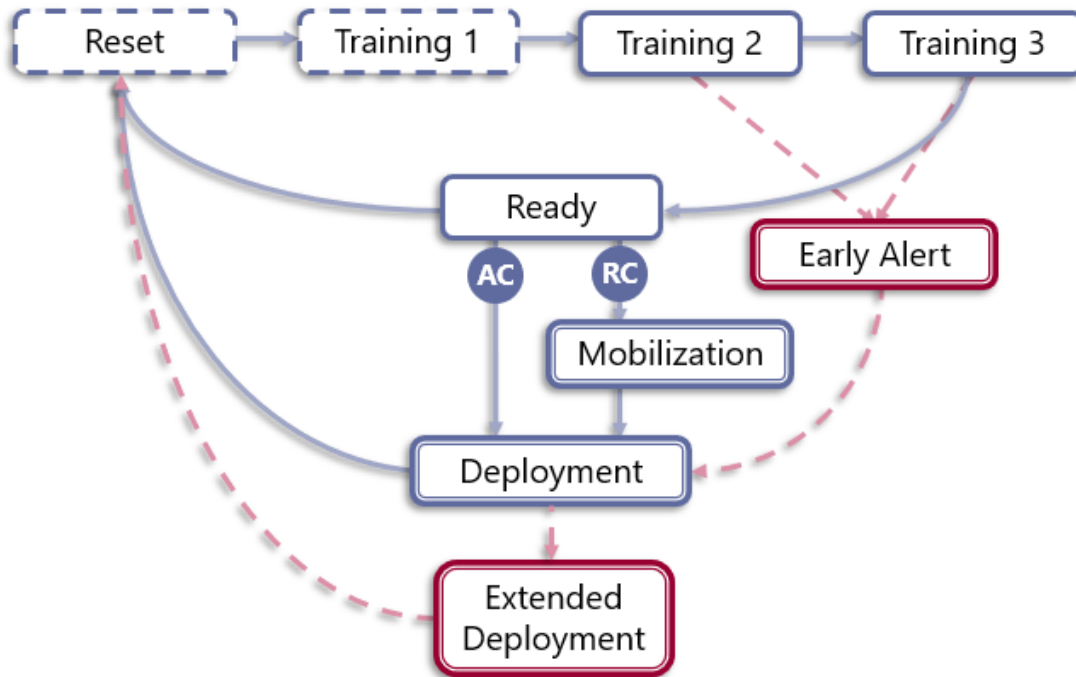 Reset
Training 1
Training 2
Training 3
Ready
Early Alert
AC
RC
Mobilization
Deployment
Extended
Deployment